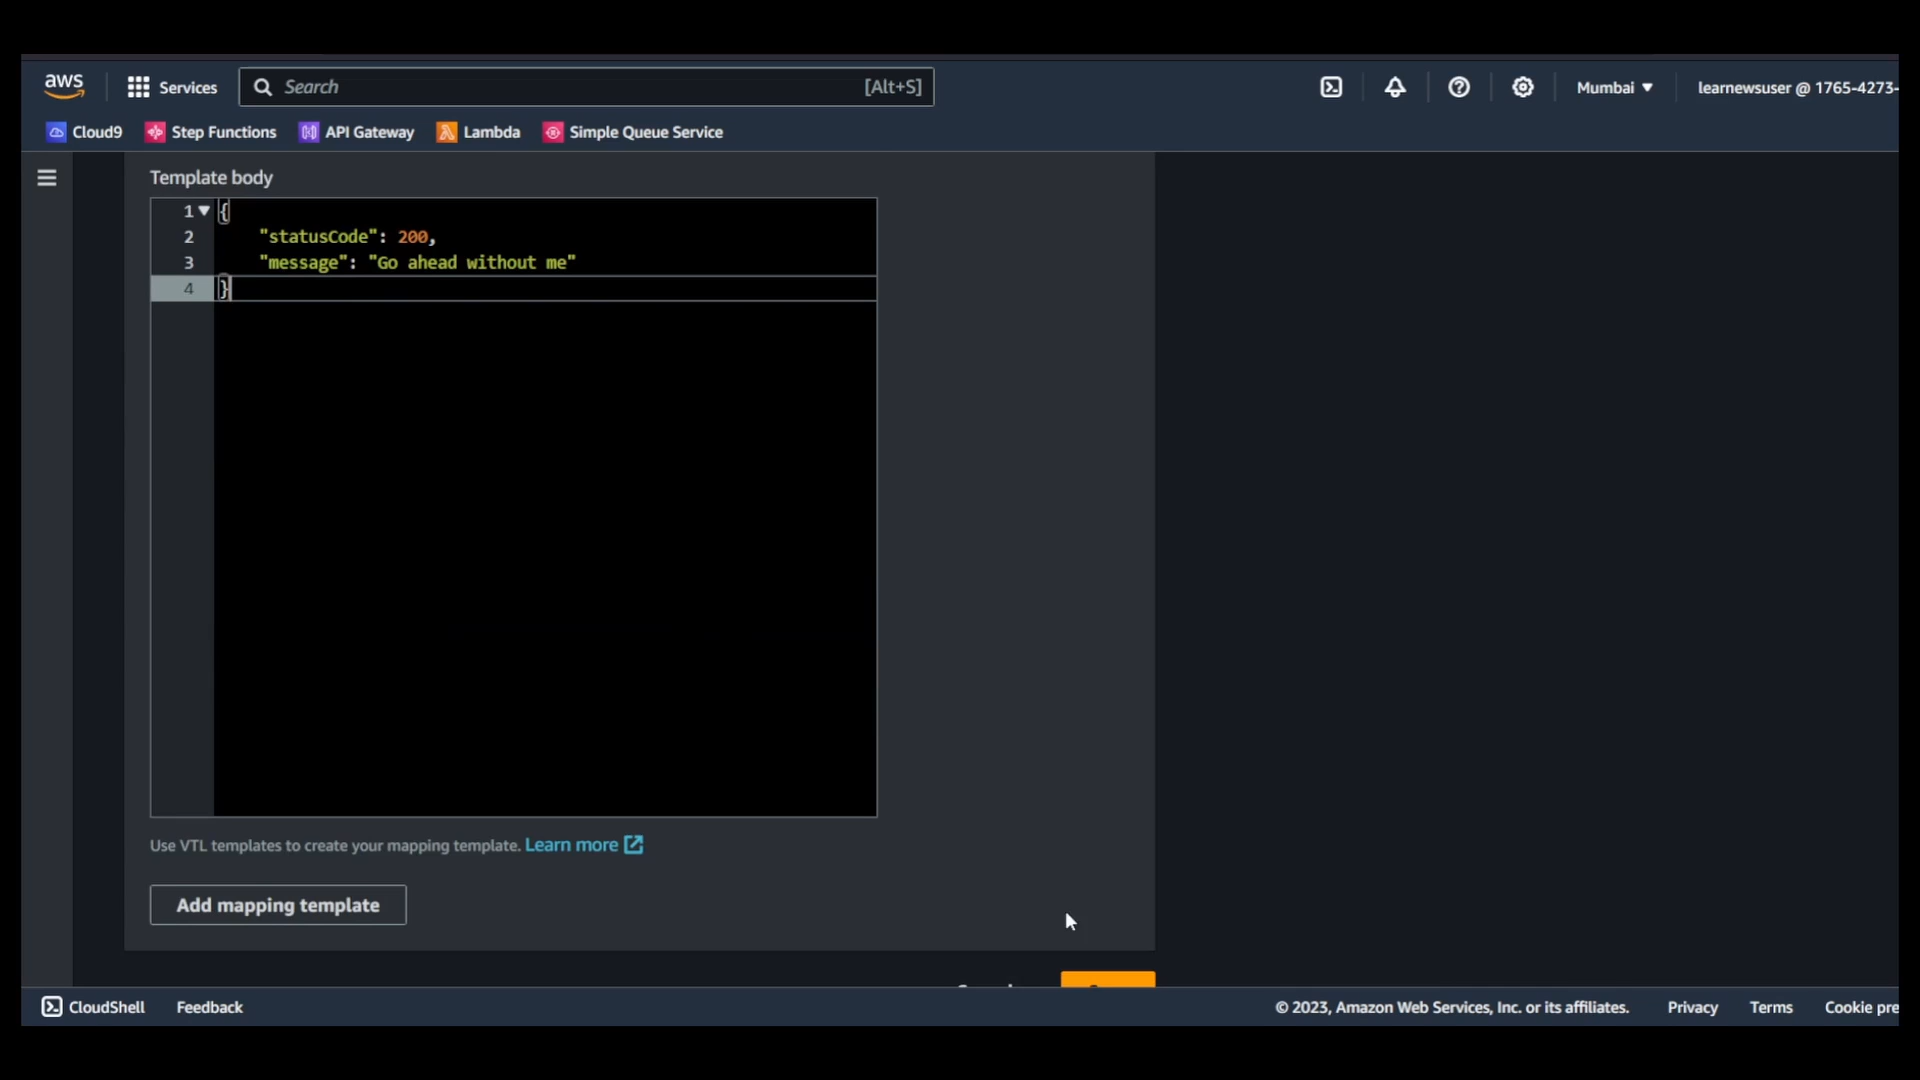 aws
Services
Search
[Alt+S]
Mumbai
learnewsuser @ 1765-4273-
Cloud9
Step Functions
API Gateway
Lambda
Simple Queue Service
Template body
1 {
2 "statusCode": 200,
3 "message": "Go ahead without me"
4 }
Use VTL templates to create your mapping template. Learn more
Add mapping template
CloudShell
Feedback
© 2023, Amazon Web Services, Inc. or its affiliates.
Privacy
Terms
Cookie pre